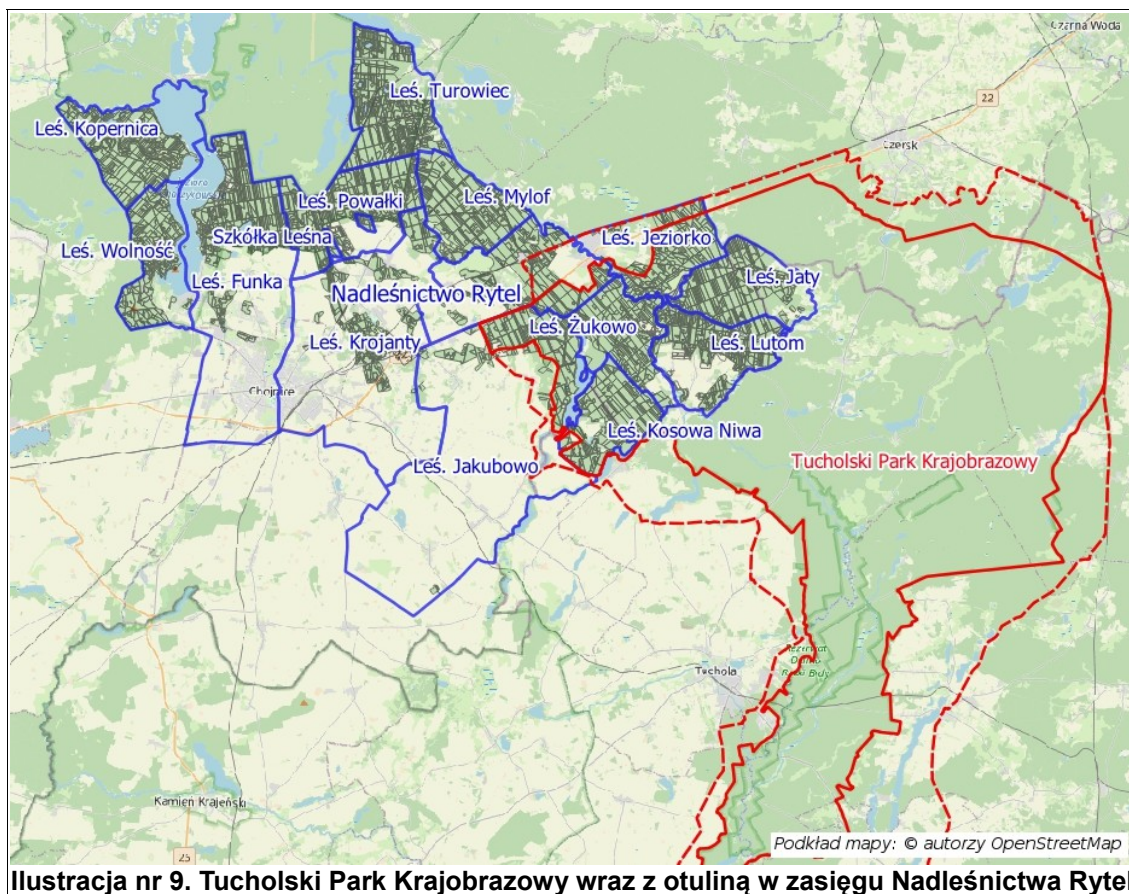 Czarna Woda
22
Leś. Turowiec
Leś. Kopernica
Czersk
Leś. Powałki
Leś. Mylof
Szkółka Leśna
Leś. Jeziorko
Leś. Wolność
Leś. Funka
Leś. Jaty
Nadleśnictwo Rytel
Leś. Żukowo
Leś. Krojanty
Leś. Lutom
Chojnice
Leś. Kosowa Niwa
Leś. Jakubowo
Tucholski Park Krajobrazowy
Rezerwat
Tuchola
Kamień Krajeński
25
Podkład mapy: © autorzy OpenStreetMap
Ilustracja nr 9. Tucholski Park Krajobrazowy wraz z otuliną w zasięgu Nadleśnictwa Rytel